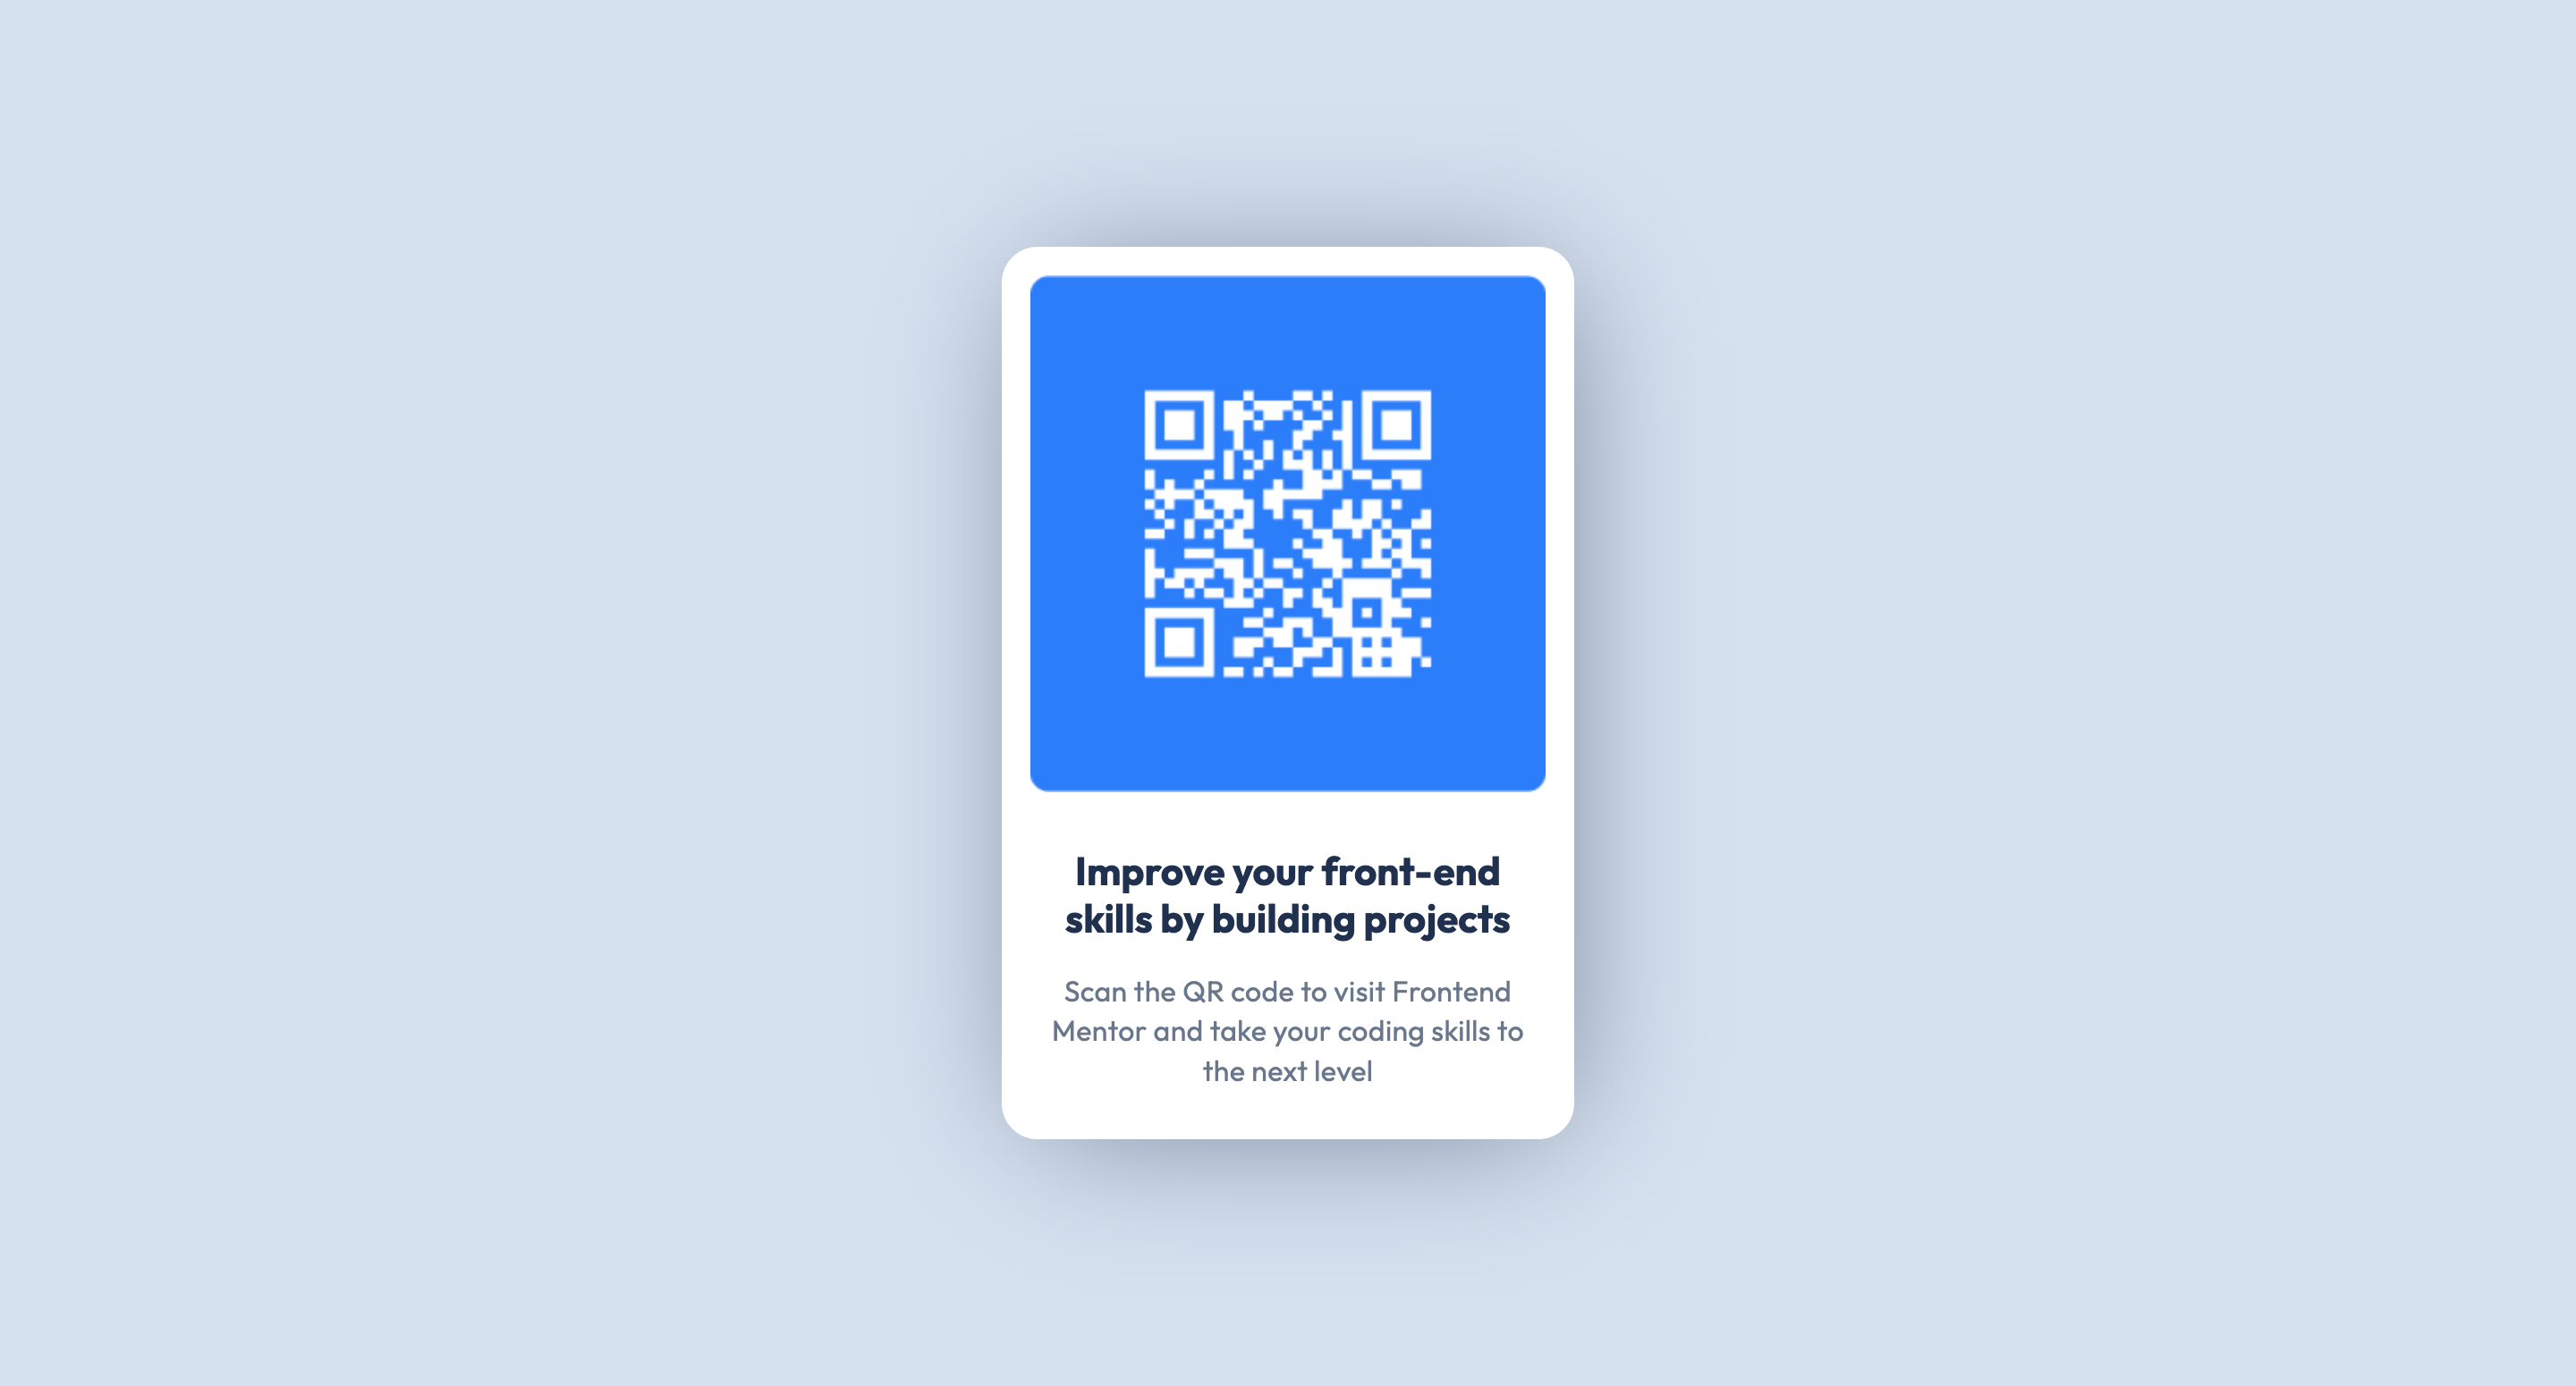 Improve your front-end
skills by building projects
Scan the QR code to visit Frontend
Mentor and take your coding skills to
the next level